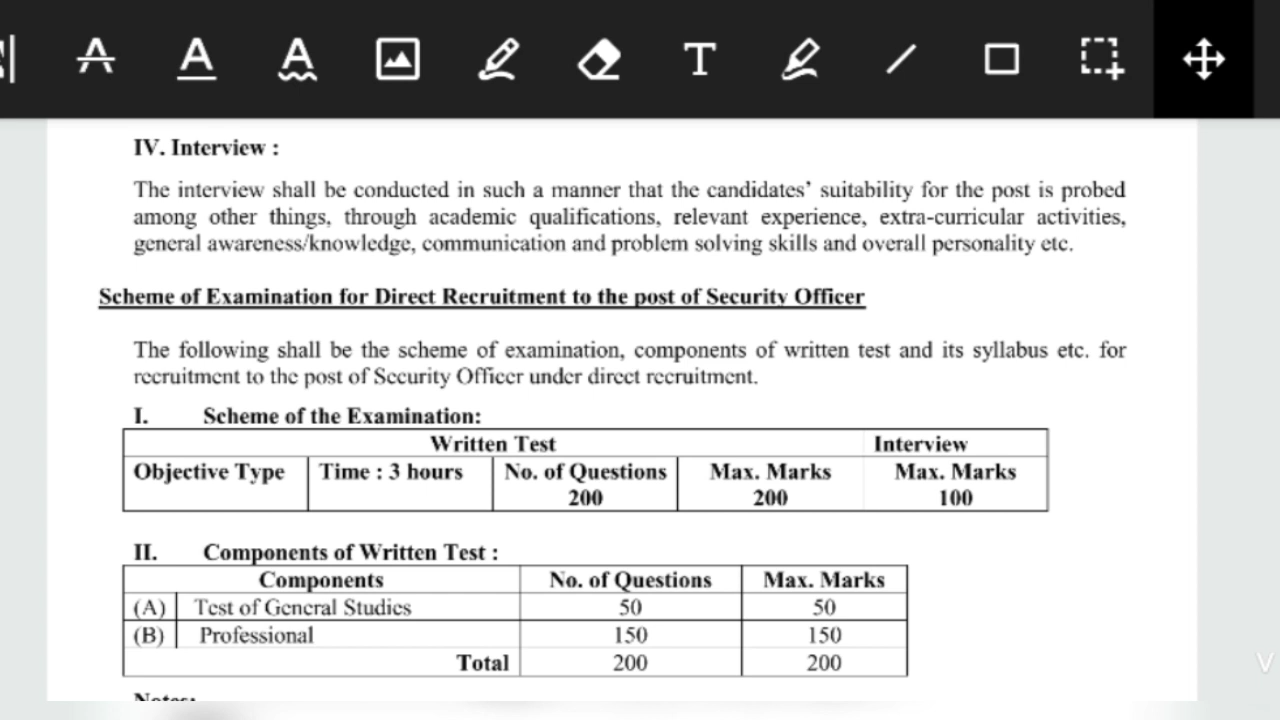 IV. Interview :
The interview shall be conducted in such a manner that the candidates' suitability for the post is probed
among other things, through academic qualifications, relevant experience, extra-curricular activities,
general awareness/knowledge, communication and problem solving skills and overall personality etc.
Scheme of Examination for Direct Recruitment to the post of Security Officer
The following shall be the scheme of examination, components of written test and its syllabus etc. for
recruitment to the post of Security Officer under direct recruitment.
I. Scheme of the Examination:
Written Test Interview
Objective Type Time : 3 hours No. of Questions Max. Marks Max. Marks
200 200 100
II. Components of Written Test :
Components No. of Questions Max. Marks
(A) Test of General Studies 50 50
(B) Professional 150 150
Total 200 200